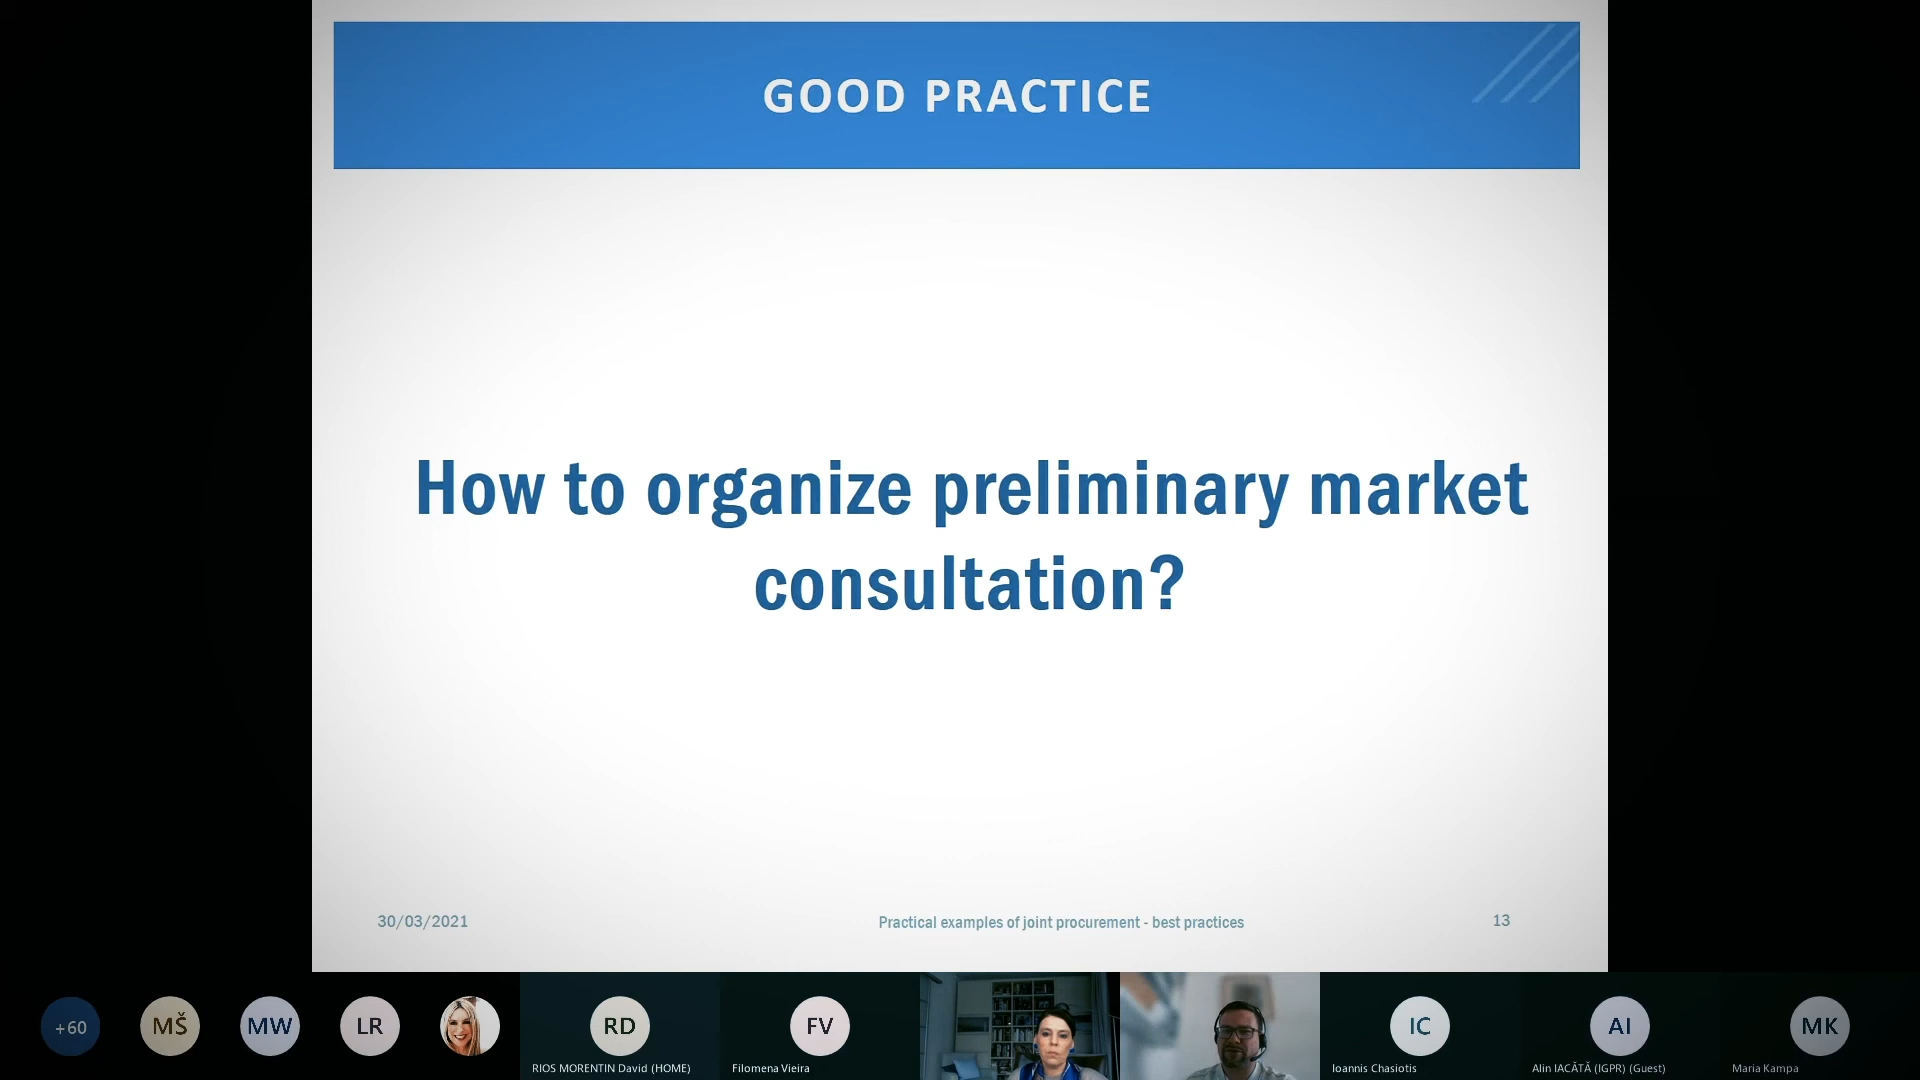 GOOD PRACTICE
How to organize preliminary market
consultation?
30/03/2021
Practical examples of joint procurement - best practices
13
+60
MŠ
MW
LR
RD
RIOS MORENTIN David (HOME)
FV
Filomena Vieira
IC
Ioannis Chasiotis
AI
Alin IACĂTĂ (IGPR) (Guest)
MK
Maria Kampa